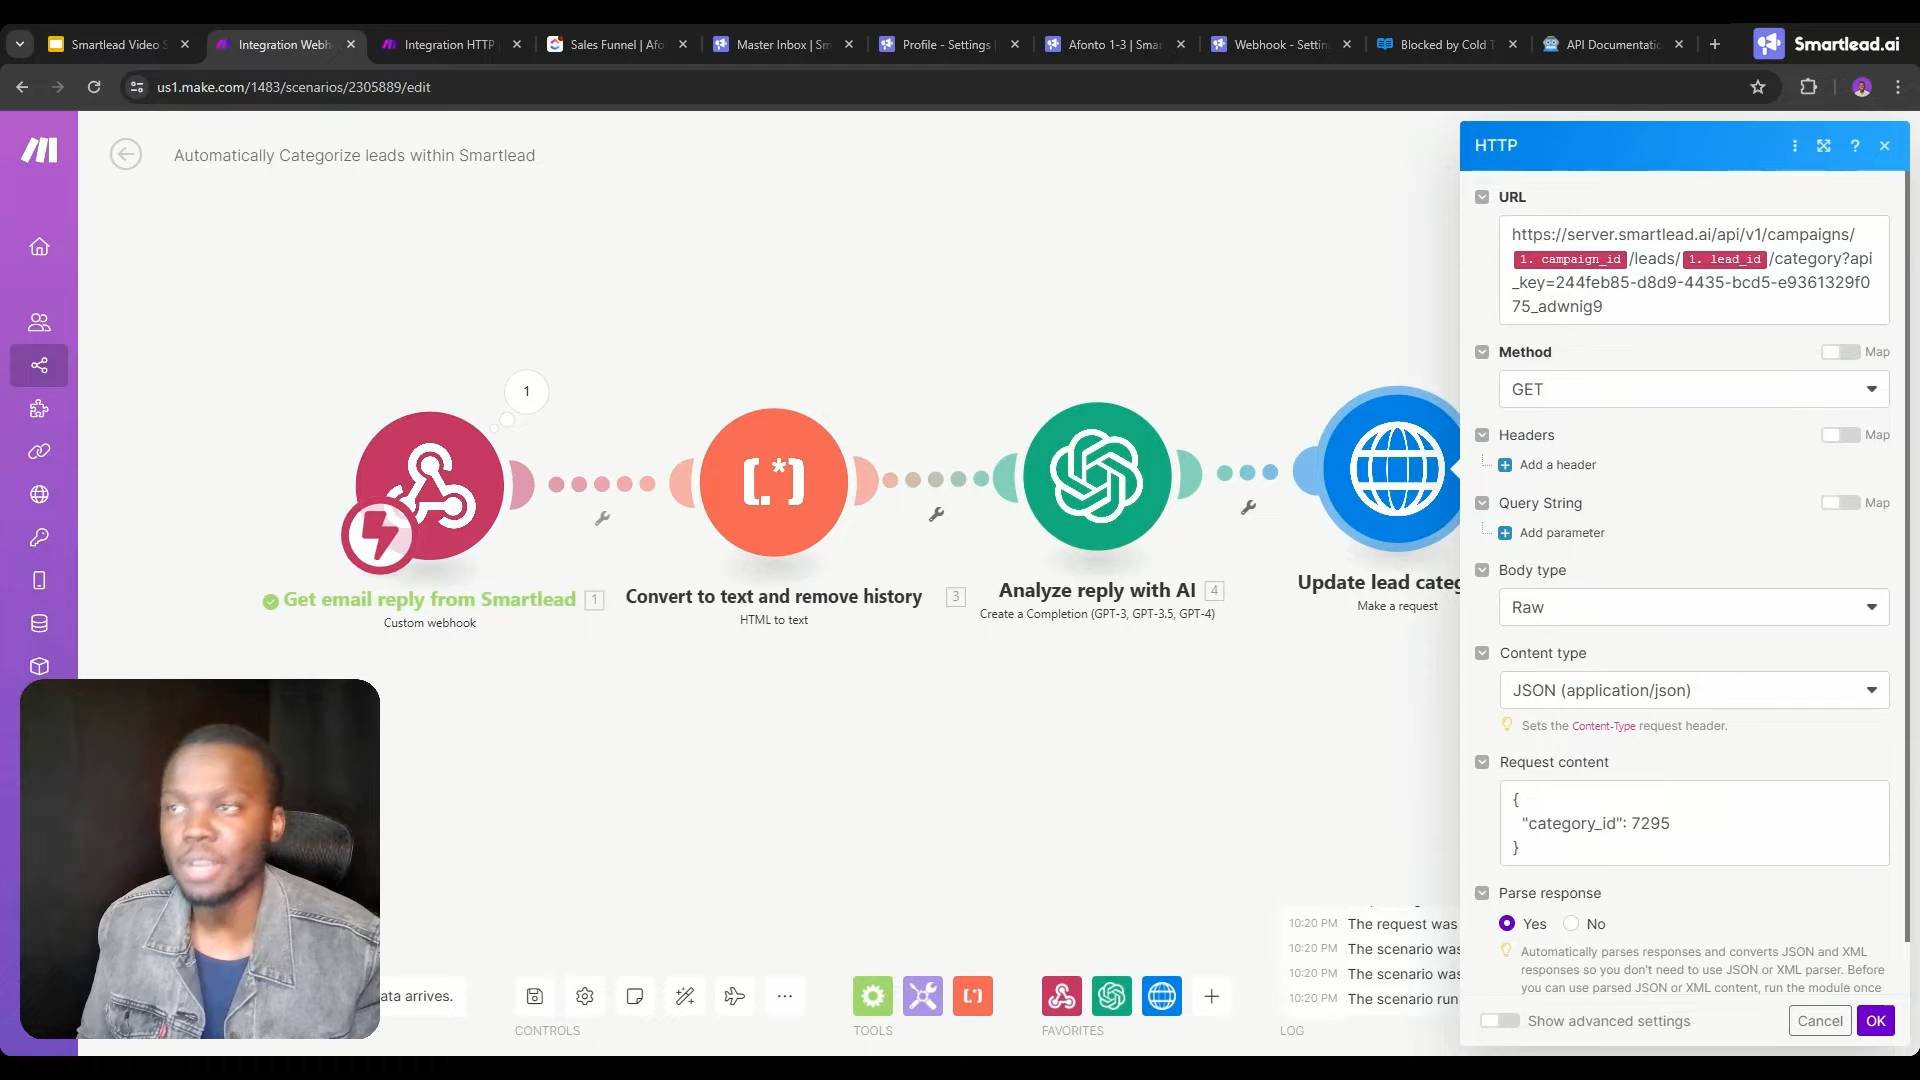 Smartlead Video S
Integration Webh
Integration HTTP
Sales Funnel | Afo
Master Inbox | Sm
Profile - Settings
Afonto 1-3 | Smar
Webhook - Settin
Blocked by Cold T
API Documentatio
Smartlead.ai
us1.make.com/1483/scenarios/2305889/edit
Automatically Categorize leads within Smartlead
1
Get email reply from Smartlead 1
Custom webhook
Convert to text and remove history 3
HTML to text
Analyze reply with AI 4
Create a Completion (GPT-3, GPT-3.5, GPT-4)
Update lead categ
Make a request
HTTP
URL
https://server.smartlead.ai/api/v1/campaigns/
1. campaign_id /leads/ 1. lead_id /category?api
_key=244feb85-d8d9-4435-bcd5-e9361329f0
75_adwnig9
Method
Map
GET
Headers
Map
Add a header
Query String
Map
Add parameter
Body type
Raw
Content type
JSON (application/json)
Sets the Content-Type request header.
Request content
{
"category_id": 7295
}
Parse response
Yes No
Automatically parses responses and converts JSON and XML
responses so you don't need to use JSON or XML parser. Before
you can use parsed JSON or XML content, run the module once
Show advanced settings
Cancel
OK
ata arrives.
CONTROLS
TOOLS
FAVORITES
10:20 PM The request was
10:20 PM The scenario was
10:20 PM The scenario was
10:20 PM The scenario run
LOG